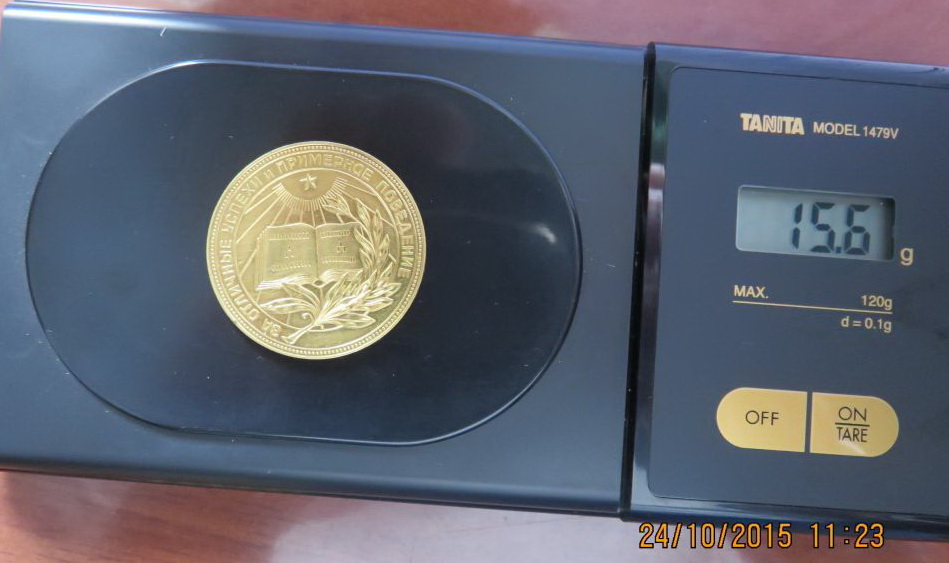 ЗА ОТЛИЧНЫЕ УСПЕХИ И ПРИМЕРНОЕ ПОВЕДЕНИЕ
TANITA MODEL 1479V
15.6 g
MAX. 120g
d = 0.1g
OFF
ON
TARE
24/10/2015 11:23